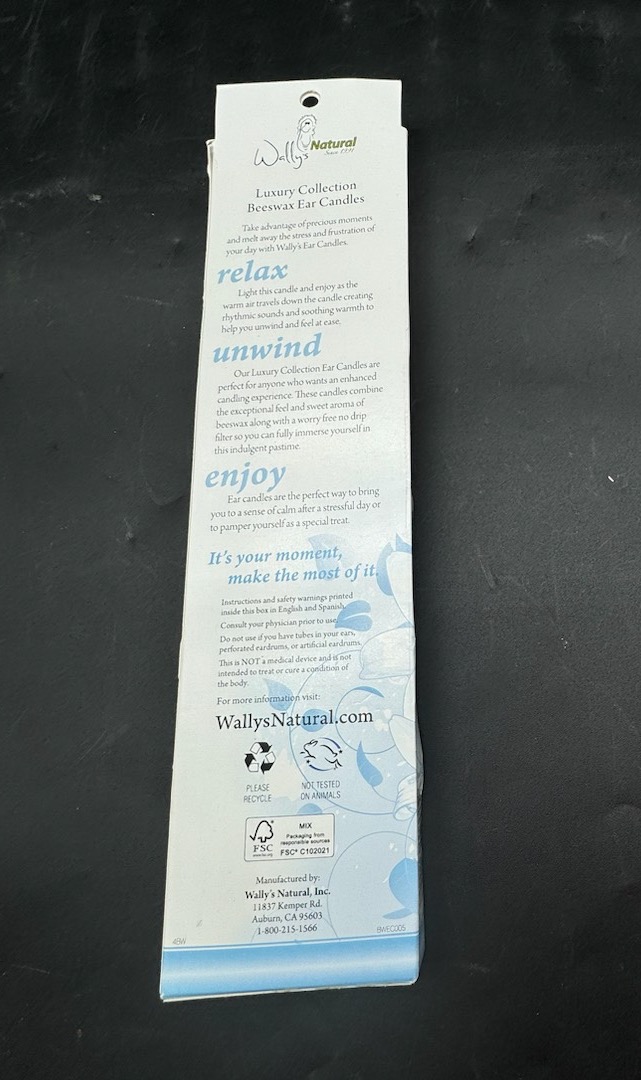 Wally's Natural
Since 1991
Luxury Collection
Beeswax Ear Candles
Take advantage of precious moments
and melt away the stress and frustration of
your day with Wally's Ear Candles.
relax
Light this candle and enjoy as the
warm air travels down the candle creating
rhythmic sounds and soothing warmth to
help you unwind and feel at ease.
unwind
Our Luxury Collection Ear Candles are
perfect for anyone who wants an enhanced
candling experience. These candles combine
the exceptional feel and sweet aroma of
beeswax along with a worry free no drip
filter so you can fully immerse yourself in
this indulgent pastime.
enjoy
Ear candles are the perfect way to bring
you to a sense of calm after a stressful day or
to pamper yourself as a special treat.
It's your moment,
make the most of it.
Instructions and safety warnings printed
inside this box in English and Spanish.
Consult your physician prior to use.
Do not use if you have tubes in your ears,
perforated eardrums, or artificial eardrums.
This is NOT a medical device and is not
intended to treat or cure a condition of
the body.
For more information visit:
WallysNatural.com
PLEASE
RECYCLE
NOT TESTED
ON ANIMALS
FSC
www.fsc.org
MIX
Packaging from
responsible sources
FSC® C102021
Manufactured by:
Wally's Natural, Inc.
11837 Kemper Rd.
Auburn, CA 95603
1-800-215-1566
4BW
BWEC005